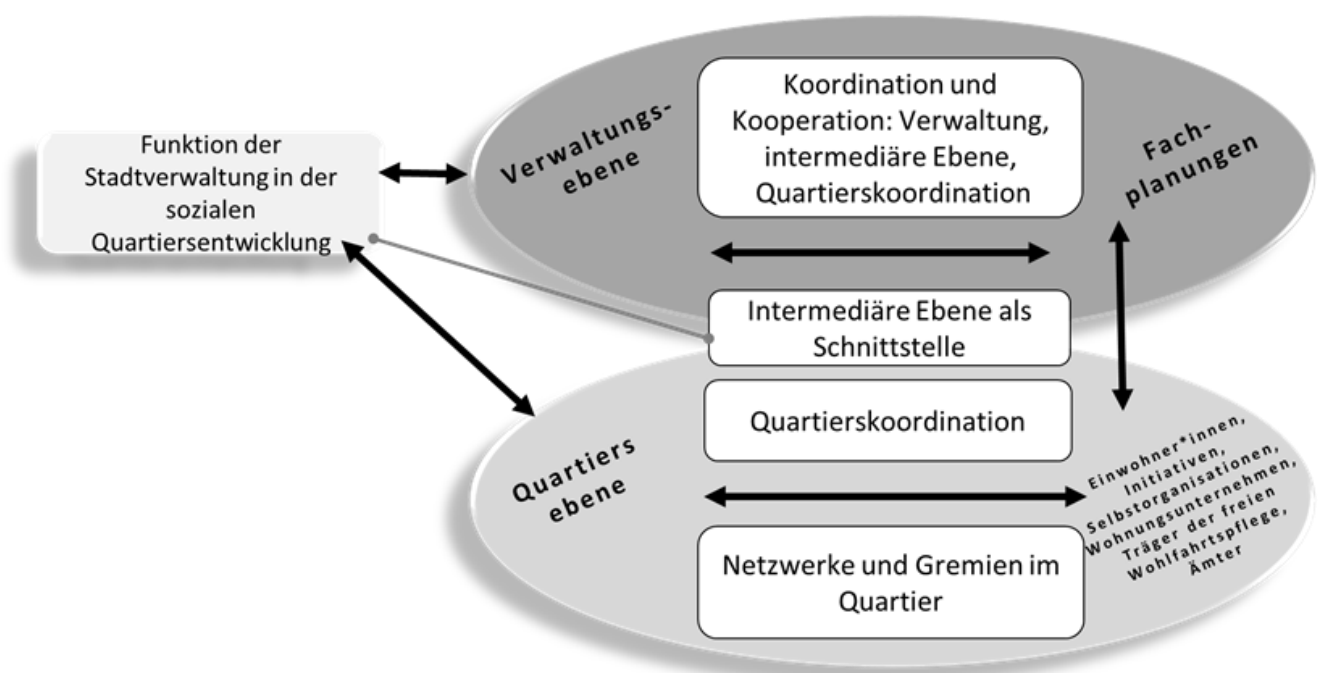 Funktion der
Stadtverwaltung in der
sozialen
Quartiersentwicklung
Verwaltungs-
ebene
Koordination und
Kooperation: Verwaltung,
intermediäre Ebene,
Quartierskoordination
Fach-
planungen
Intermediäre Ebene als
Schnittstelle
Quartierskoordination
Quartiers
ebene
Einwohner*innen,
Initiativen,
Selbstorganisationen,
Wohnungsunternehmen,
Träger der freien
Wohlfahrtspflege,
Ämter
Netzwerke und Gremien im
Quartier